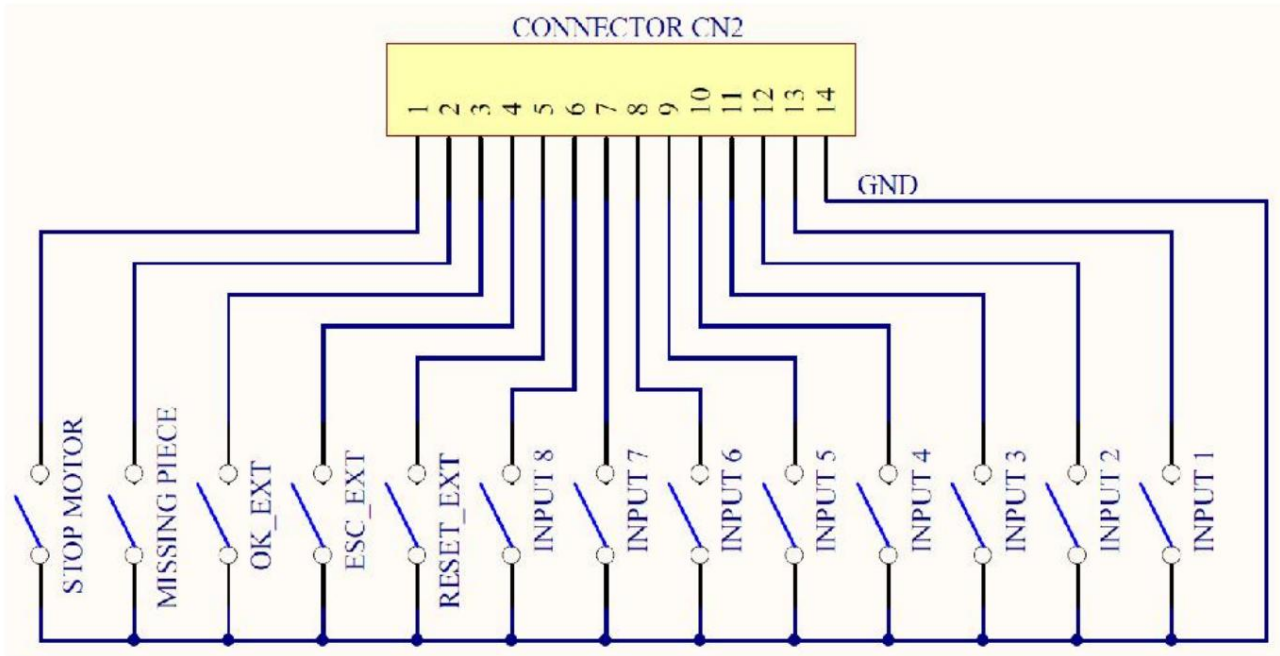 CONNECTOR CN2
1
2
3
4
5
6
7
8
9
10
11
12
13
14
GND
STOP MOTOR
MISSING PIECE
OK_EXT
ESC_EXT
RESET_EXT
INPUT 8
INPUT 7
INPUT 6
INPUT 5
INPUT 4
INPUT 3
INPUT 2
INPUT 1